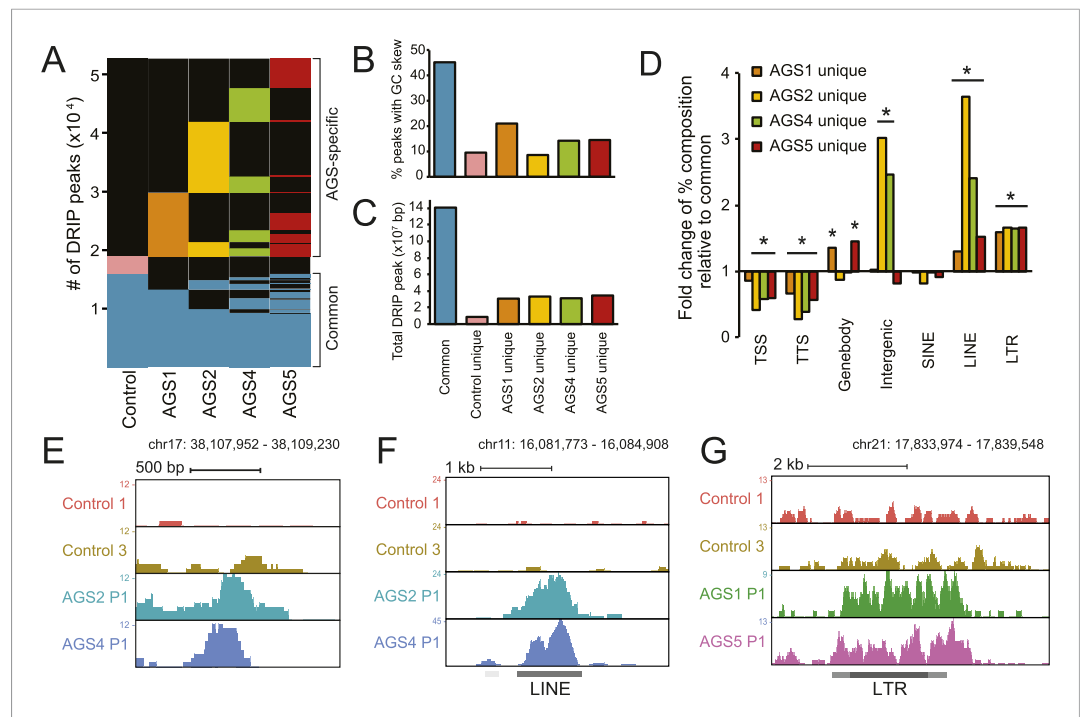 A
# of DRIP peaks (x10⁴)
5
4
3
2
1
AGS-specific
Common
Control
AGS1
AGS2
AGS4
AGS5
B
% peaks with GC skew
50
40
30
20
10
0
C
Total DRIP peak (x10⁷ bp)
14
12
10
8
6
4
2
0
Common
Control unique
AGS1 unique
AGS2 unique
AGS4 unique
AGS5 unique
D
Fold change of % composition
relative to common
4
3
2
1
0
AGS1 unique
AGS2 unique
AGS4 unique
AGS5 unique
*
*
*
*
*
*
*
TSS
TTS
Genebody
Intergenic
SINE
LINE
LTR
E
chr17: 38,107,952 - 38,109,230
500 bp
12
Control 1
12
Control 3
12
AGS2 P1
12
AGS4 P1
F
chr11: 16,081,773 - 16,084,908
1 kb
24
Control 1
24
Control 3
24
AGS2 P1
45
AGS4 P1
LINE
G
chr21: 17,833,974 - 17,839,548
2 kb
13
Control 1
13
Control 3
9
AGS1 P1
13
AGS5 P1
LTR